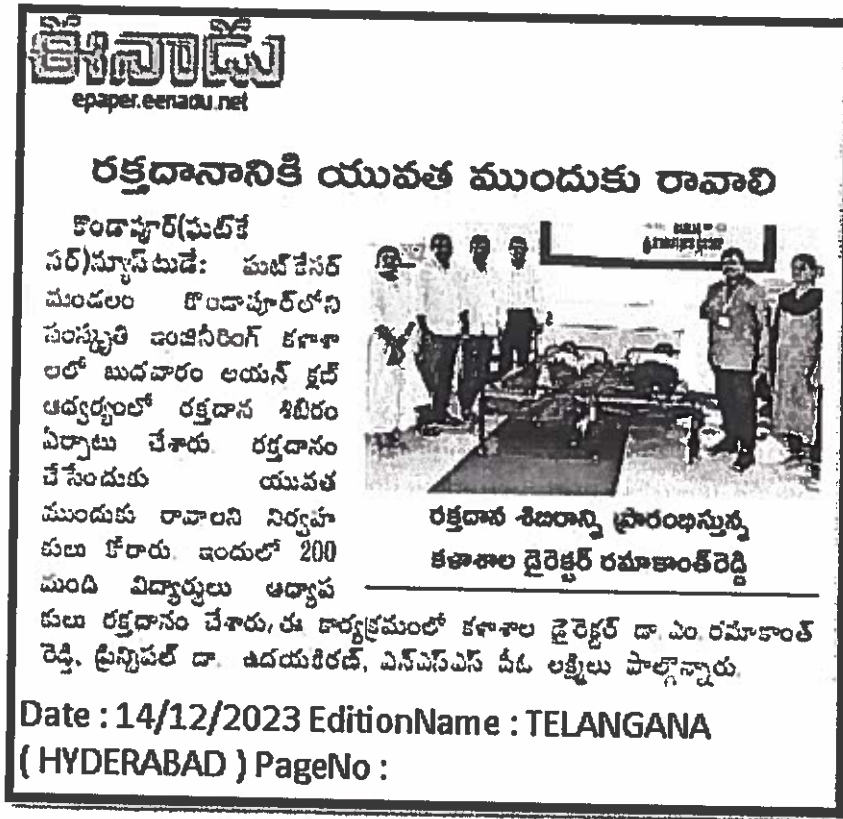 ఈనాడు
epaper.eenadu.net
రక్తదానానికి యువత ముందుకు రావాలి
కొండాపూర్(ఘట్‌కే
సర్)న్యూస్‌టుడే: ఘట్‌కేసర్
మండలం కొండాపూర్‌లోని
సంస్కృతి ఇంజినీరింగ్ కళాశా
లలో బుదవారం లయన్ క్లబ్
ఆధ్వర్యంలో రక్తదాన శిబిరం
ఏర్పాటు చేశారు. రక్తదానం
చేసేందుకు యువత
ముందుకు రావాలని నిర్వహ
కులు కోరారు. ఇందులో 200
మంది విద్యార్థులు అధ్యాప
కులు రక్తదానం చేశారు, ఈ కార్యక్రమంలో కళాశాల డైరెక్టర్ డా. ఎం. రమాకాంత్
రెడ్డి, ప్రిన్సిపల్ డా. ఉదయకిరణ్, ఎన్ఎస్ఎస్ పీఓ లక్ష్మిలు పాల్గొన్నారు.
రక్తదాన శిబిరాన్ని ప్రారంభిస్తున్న
కళాశాల డైరెక్టర్ రమాకాంత్‌రెడ్డి
Date : 14/12/2023 EditionName : TELANGANA
( HYDERABAD ) PageNo :